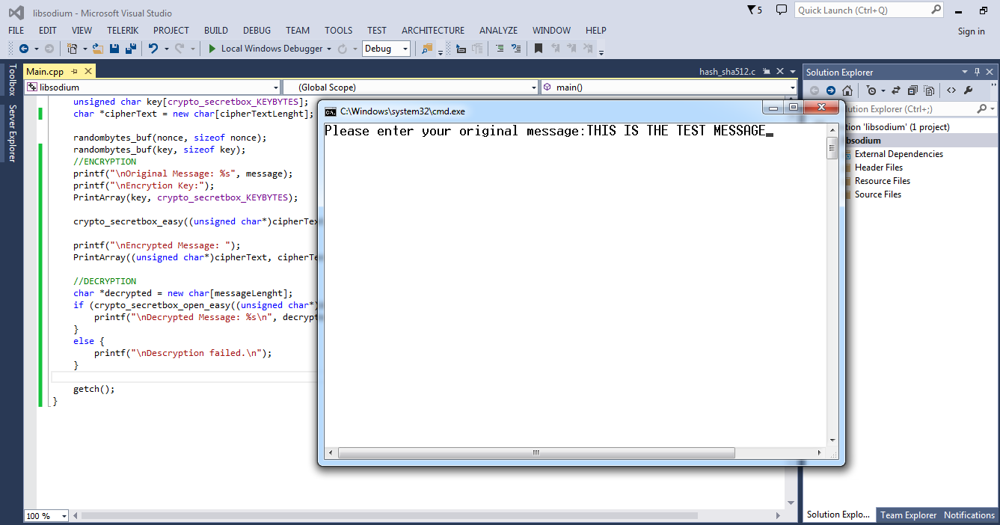 libsodium - Microsoft Visual Studio
5
Quick Launch (Ctrl+Q)
FILE EDIT VIEW TELERIK PROJECT BUILD DEBUG TEAM TOOLS TEST ARCHITECTURE ANALYZE WINDOW HELP
Sign in
Local Windows Debugger
Debug
Toolbox
Server Explorer
Main.cpp
hash_sha512.c
libsodium
(Global Scope)
main()
unsigned char key[crypto_secretbox_KEYBYTES];
char *cipherText = new char[cipherTextLenght];
randombytes_buf(nonce, sizeof nonce);
randombytes_buf(key, sizeof key);
//ENCRYPTION
printf("\nOriginal Message: %s", message);
printf("\nEncrytion Key:");
PrintArray(key, crypto_secretbox_KEYBYTES);
crypto_secretbox_easy((unsigned char*)cipherTex
printf("\nEncrypted Message: ");
PrintArray((unsigned char*)cipherText, cipherTe
//DECRYPTION
char *decrypted = new char[messageLenght];
if (crypto_secretbox_open_easy((unsigned char*)
printf("\nDecrypted Message: %s\n", decrypt
}
else {
printf("\nDescryption failed.\n");
}
getch();
}
100 %
C:\Windows\system32\cmd.exe
Please enter your original message:THIS IS THE TEST MESSAGE
Solution Explorer
lution Explorer (Ctrl+;)
tion 'libsodium' (1 project)
bsodium
External Dependencies
Header Files
Resource Files
Source Files
Solution Explo... Team Explorer Notifications